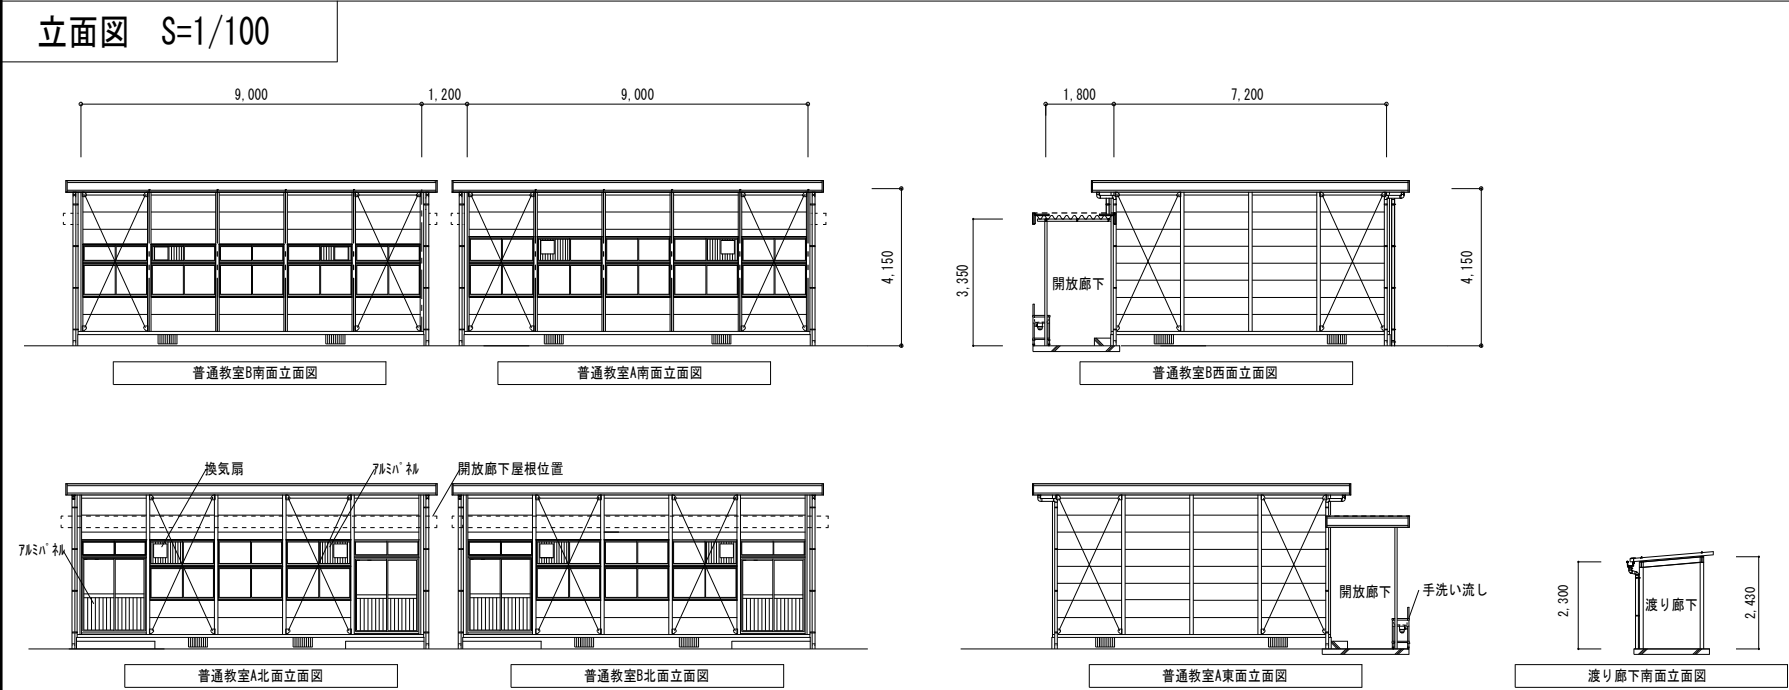 立面図 S=1/100
9,000
1,200
9,000
1,800
7,200
4,150
3,350
開放廊下
4,150
普通教室B南面立面図
普通教室A南面立面図
普通教室B西面立面図
換気扇
アルミパネル
開放廊下屋根位置
アルミパネル
開放廊下
手洗い流し
2,300
渡り廊下
2,430
普通教室A北面立面図
普通教室B北面立面図
普通教室A東面立面図
渡り廊下南面立面図